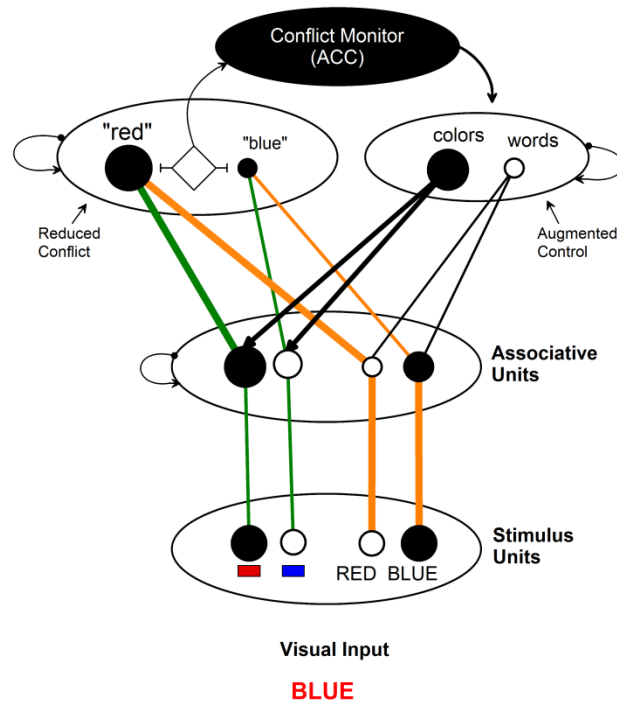 Conflict Monitor
(ACC)
"red"
"blue"
colors
words
Reduced
Conflict
Augmented
Control
Associative
Units
Stimulus
Units
RED
BLUE
Visual Input
BLUE